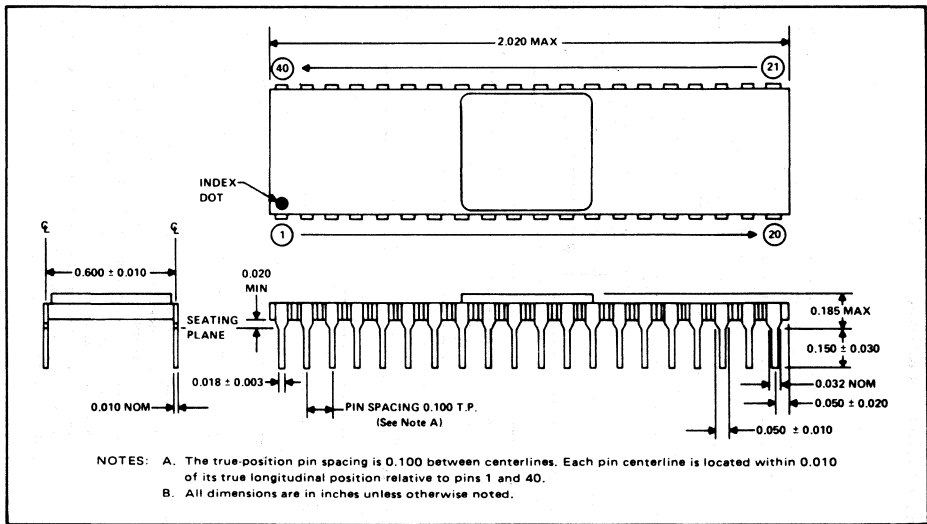 2.020 MAX
40
21
INDEX
DOT
1
20
℄
℄
0.600 ± 0.010
0.020
MIN
SEATING
PLANE
0.185 MAX
0.150 ± 0.030
0.018 ± 0.003
0.032 NOM
0.010 NOM
PIN SPACING 0.100 T.P.
(See Note A)
0.050 ± 0.020
0.050 ± 0.010
NOTES: A. The true-position pin spacing is 0.100 between centerlines. Each pin centerline is located within 0.010
of its true longitudinal position relative to pins 1 and 40.
B. All dimensions are in inches unless otherwise noted.